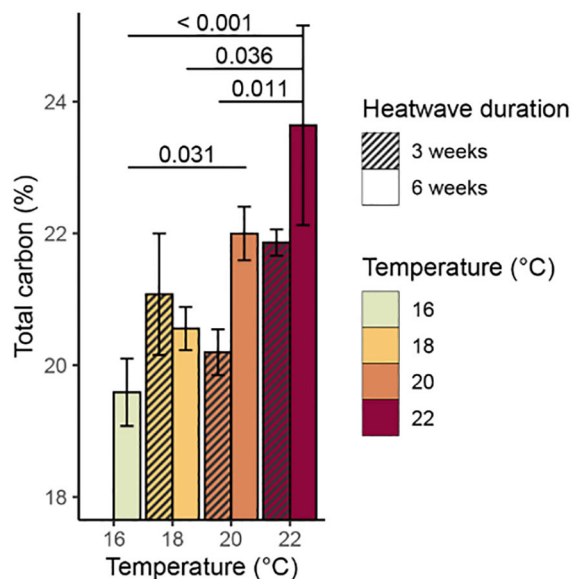 < 0.001
0.036
0.011
0.031
Total carbon (%)
24
22
20
18
16 18 20 22
Temperature (°C)
Heatwave duration
3 weeks
6 weeks
Temperature (°C)
16
18
20
22